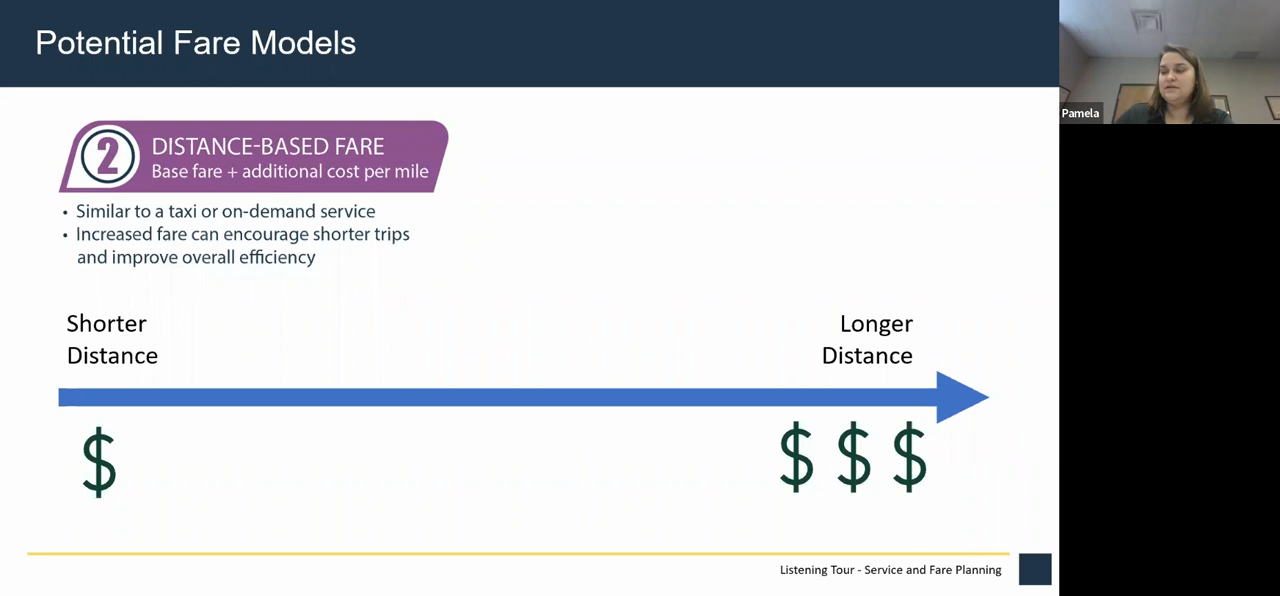 Potential Fare Models
Pamela
2
DISTANCE-BASED FARE
Base fare + additional cost per mile
• Similar to a taxi or on-demand service
• Increased fare can encourage shorter trips
and improve overall efficiency
Shorter
Distance
Longer
Distance
$
$ $ $
Listening Tour - Service and Fare Planning